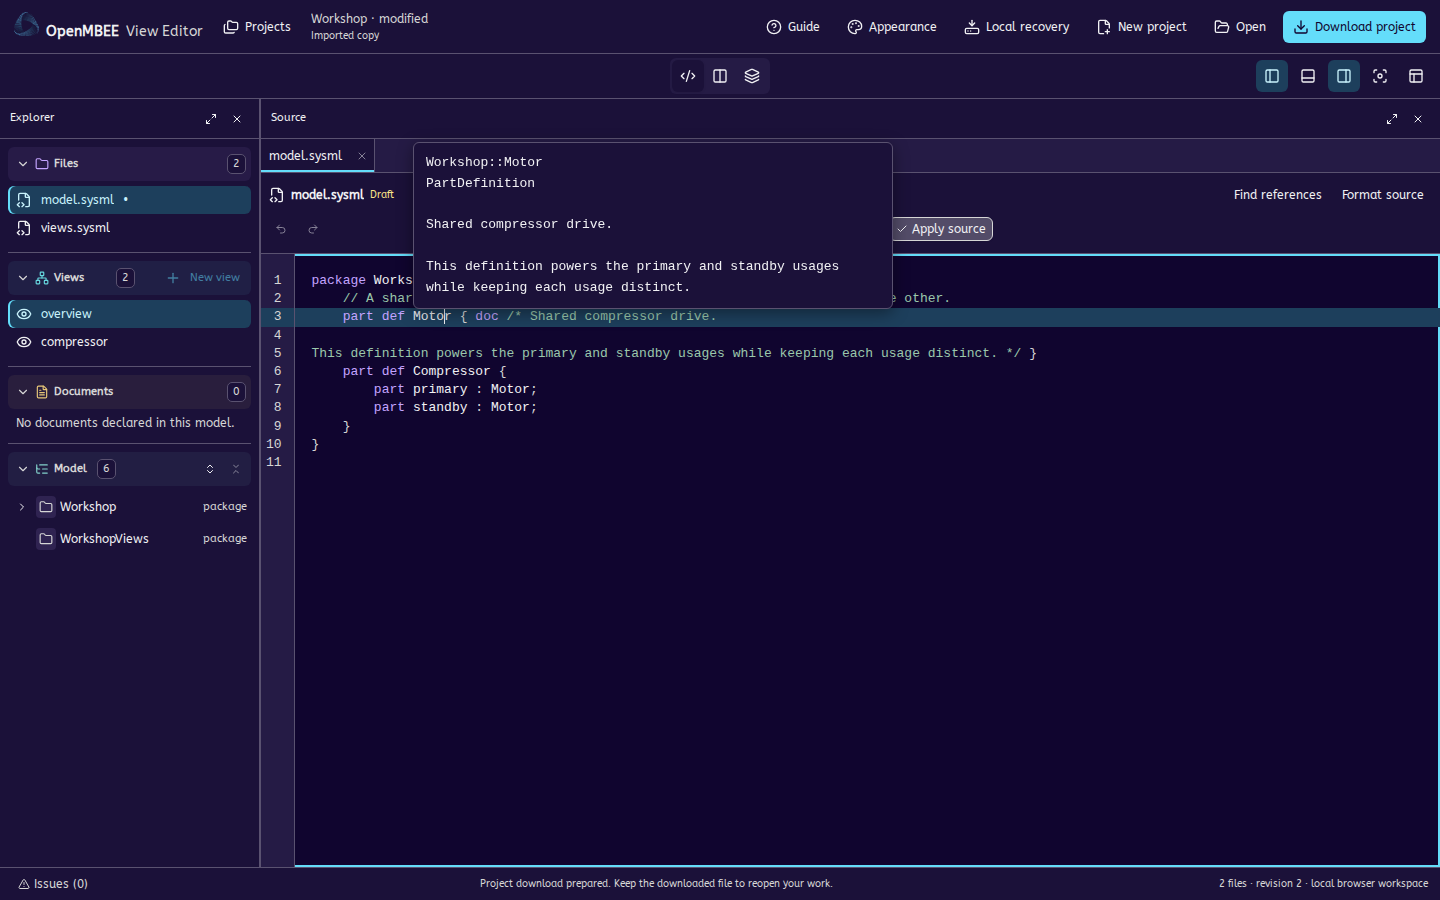 OpenMBEE View Editor
Projects
Workshop · modified
Imported copy
Guide
Appearance
Local recovery
New project
Open
Download project
Explorer
Source
Files
2
model.sysml •
views.sysml
Views
2
New view
overview
compressor
Documents
0
No documents declared in this model.
Model
6
Workshop
package
WorkshopViews
package
model.sysml
model.sysml Draft
Find references
Format source
Apply source
Workshop::Motor
PartDefinition
Shared compressor drive.
This definition powers the primary and standby usages
while keeping each usage distinct.
1 package Works
2 // A shar other.
3 part def Motor { doc /* Shared compressor drive.
4
5 This definition powers the primary and standby usages while keeping each usage distinct. */ }
6 part def Compressor {
7 part primary : Motor;
8 part standby : Motor;
9 }
10 }
11
Issues (0)
Project download prepared. Keep the downloaded file to reopen your work.
2 files · revision 2 · local browser workspace